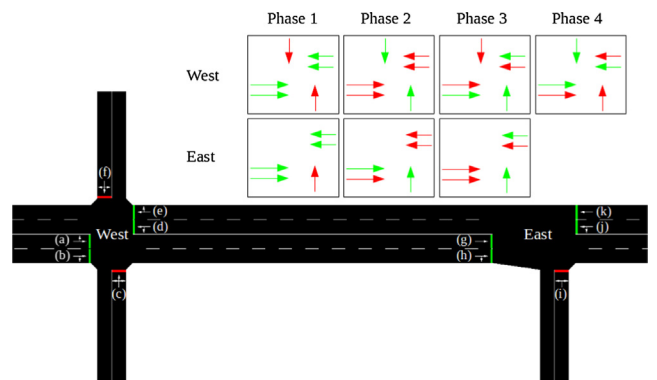 Phase 1 Phase 2 Phase 3 Phase 4
West
East
(f)
(e)
(d)
(a)
(b)
West
(c)
(g)
(h)
East
(k)
(j)
(i)